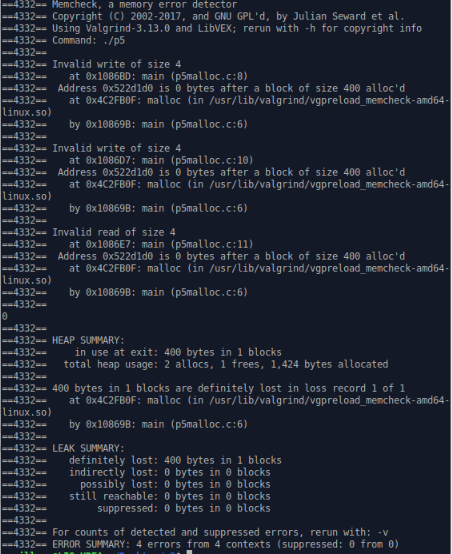 ==4332== Memcheck, a memory error detector
==4332== Copyright (C) 2002-2017, and GNU GPL'd, by Julian Seward et al.
==4332== Using Valgrind-3.13.0 and LibVEX; rerun with -h for copyright info
==4332== Command: ./p5
==4332==
==4332== Invalid write of size 4
==4332==    at 0x1086BD: main (p5malloc.c:8)
==4332==  Address 0x522d1d0 is 0 bytes after a block of size 400 alloc'd
==4332==    at 0x4C2FB0F: malloc (in /usr/lib/valgrind/vgpreload_memcheck-amd64-
linux.so)
==4332==    by 0x10869B: main (p5malloc.c:6)
==4332==
==4332== Invalid write of size 4
==4332==    at 0x1086D7: main (p5malloc.c:10)
==4332==  Address 0x522d1d0 is 0 bytes after a block of size 400 alloc'd
==4332==    at 0x4C2FB0F: malloc (in /usr/lib/valgrind/vgpreload_memcheck-amd64-
linux.so)
==4332==    by 0x10869B: main (p5malloc.c:6)
==4332==
==4332== Invalid read of size 4
==4332==    at 0x1086E7: main (p5malloc.c:11)
==4332==  Address 0x522d1d0 is 0 bytes after a block of size 400 alloc'd
==4332==    at 0x4C2FB0F: malloc (in /usr/lib/valgrind/vgpreload_memcheck-amd64-
linux.so)
==4332==    by 0x10869B: main (p5malloc.c:6)
==4332==
0
==4332==
==4332== HEAP SUMMARY:
==4332==     in use at exit: 400 bytes in 1 blocks
==4332==   total heap usage: 2 allocs, 1 frees, 1,424 bytes allocated
==4332==
==4332== 400 bytes in 1 blocks are definitely lost in loss record 1 of 1
==4332==    at 0x4C2FB0F: malloc (in /usr/lib/valgrind/vgpreload_memcheck-amd64-
linux.so)
==4332==    by 0x10869B: main (p5malloc.c:6)
==4332==
==4332== LEAK SUMMARY:
==4332==    definitely lost: 400 bytes in 1 blocks
==4332==    indirectly lost: 0 bytes in 0 blocks
==4332==      possibly lost: 0 bytes in 0 blocks
==4332==    still reachable: 0 bytes in 0 blocks
==4332==         suppressed: 0 bytes in 0 blocks
==4332==
==4332== For counts of detected and suppressed errors, rerun with: -v
==4332== ERROR SUMMARY: 4 errors from 4 contexts (suppressed: 0 from 0)